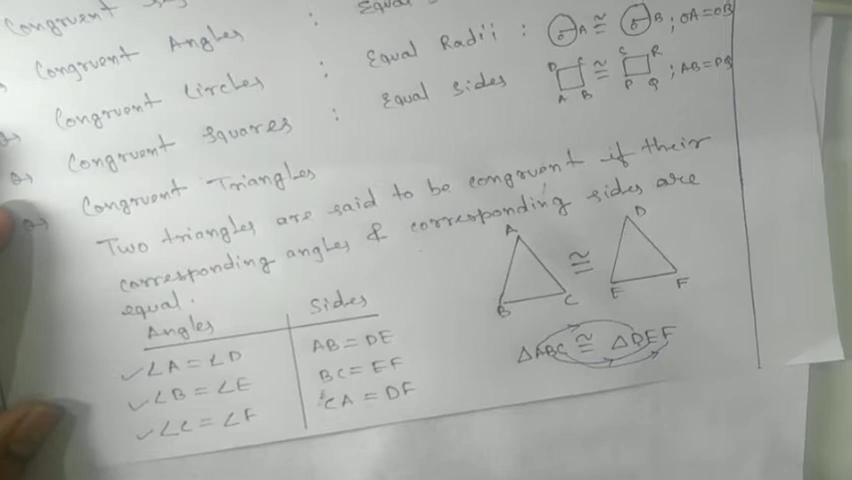 Congruent
Congruent Angles : Equal
Congruent Circles : Equal Radii : A ≅ B ; OA=OB
Congruent Squares : Equal sides D C A B ≅ S R P Q ; AB=PQ
Congruent Triangles
Two triangles are said to be congruent if their
corresponding angles & corresponding sides are
equal.
A B C ≅ D E F
Angles Sides
∠A = ∠D AB = DE
∠B = ∠E BC = EF
∠C = ∠F CA = DF
△ABC ≅ △DEF